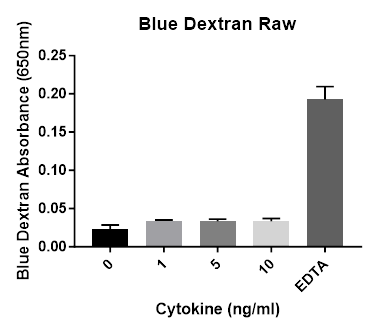 Blue Dextran Raw
Blue Dextran Absorbance (650nm)
0.25
0.20
0.15
0.10
0.05
0.00
0
1
5
10
EDTA
Cytokine (ng/ml)